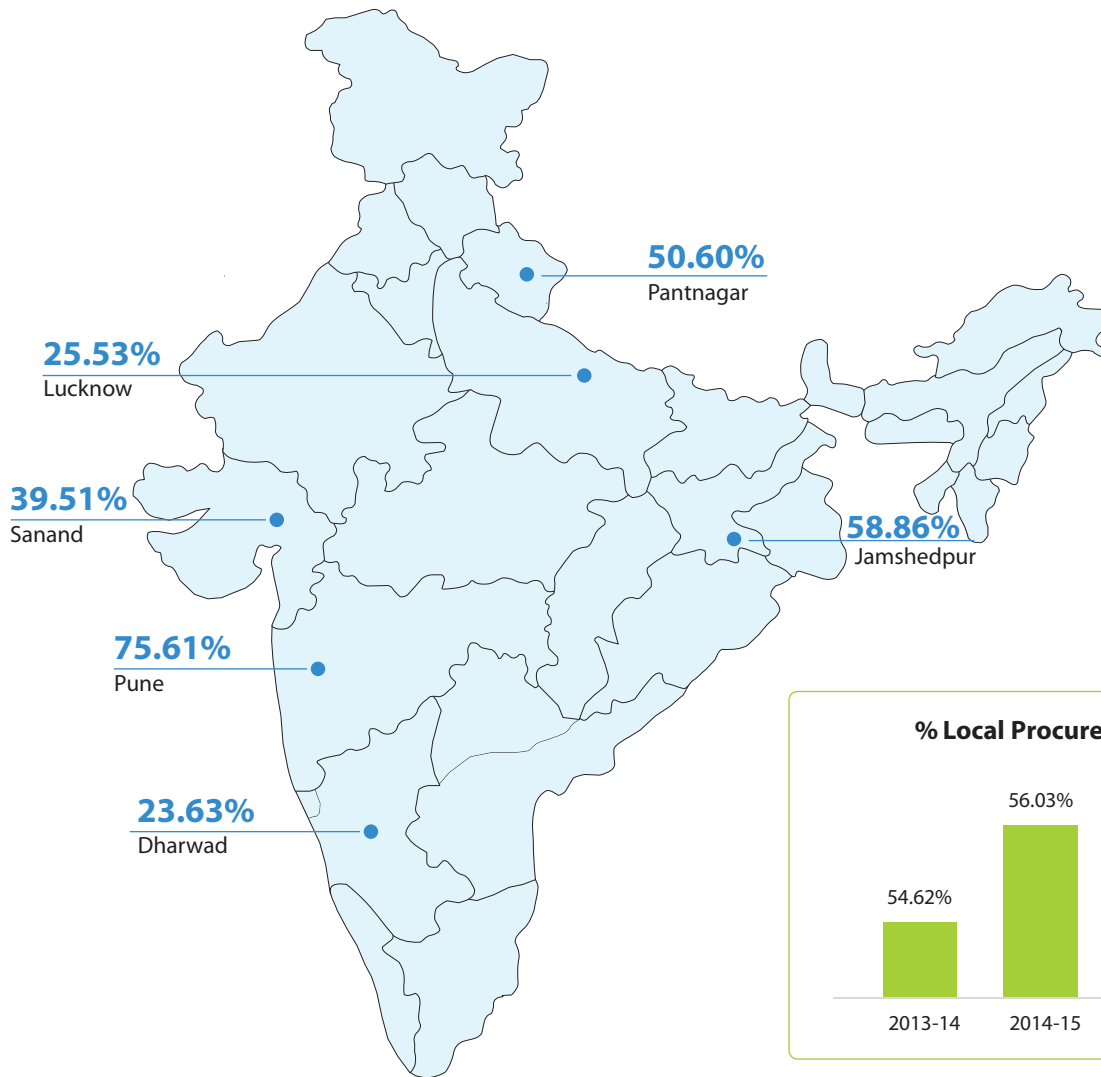 50.60%
Pantnagar
25.53%
Lucknow
39.51%
Sanand
58.86%
Jamshedpur
75.61%
Pune
23.63%
Dharwad
% Local Procure
56.03%
54.62%
2013-14 2014-15